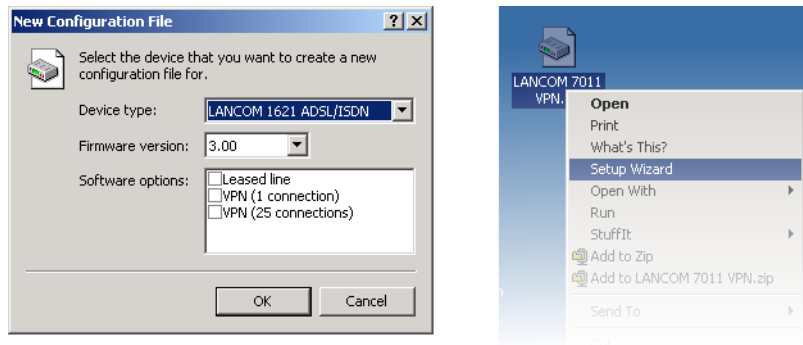 New Configuration File
Select the device that you want to create a new
configuration file for.
Device type:
LANCOM 1621 ADSL/ISDN
Firmware version:
3.00
Software options:
Leased line
VPN (1 connection)
VPN (25 connections)
OK
Cancel
LANCOM 7011
VPN.
Open
Print
What's This?
Setup Wizard
Open With
Run
StuffIt
Add to Zip
Add to LANCOM 7011 VPN.zip
Send To